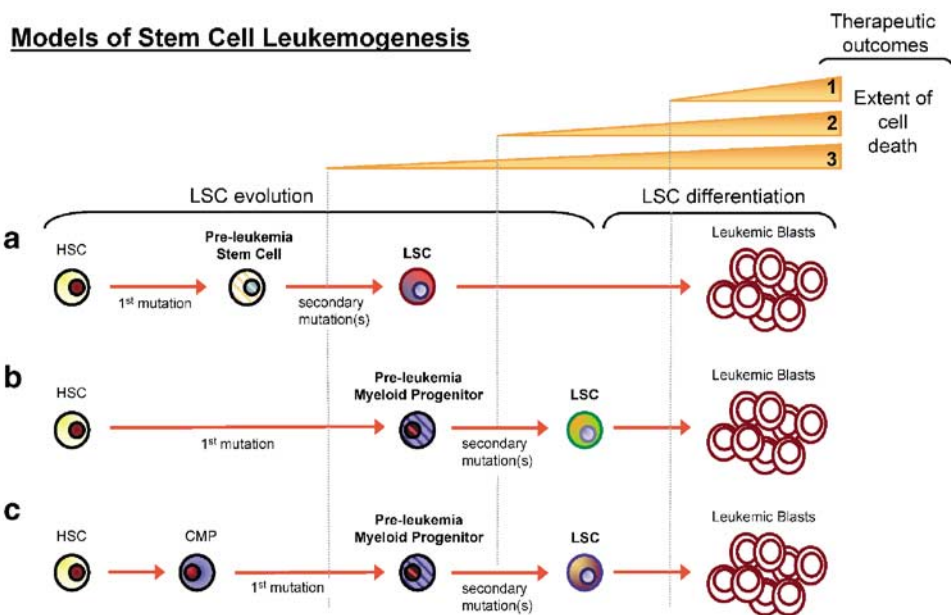 Models of Stem Cell Leukemogenesis
Therapeutic
outcomes
1
2
3
Extent of
cell
death
LSC evolution
LSC differentiation
a
HSC
1st mutation
Pre-leukemia
Stem Cell
secondary
mutation(s)
LSC
Leukemic Blasts
b
HSC
1st mutation
Pre-leukemia
Myeloid Progenitor
secondary
mutation(s)
LSC
Leukemic Blasts
c
HSC
CMP
1st mutation
Pre-leukemia
Myeloid Progenitor
secondary
mutation(s)
LSC
Leukemic Blasts